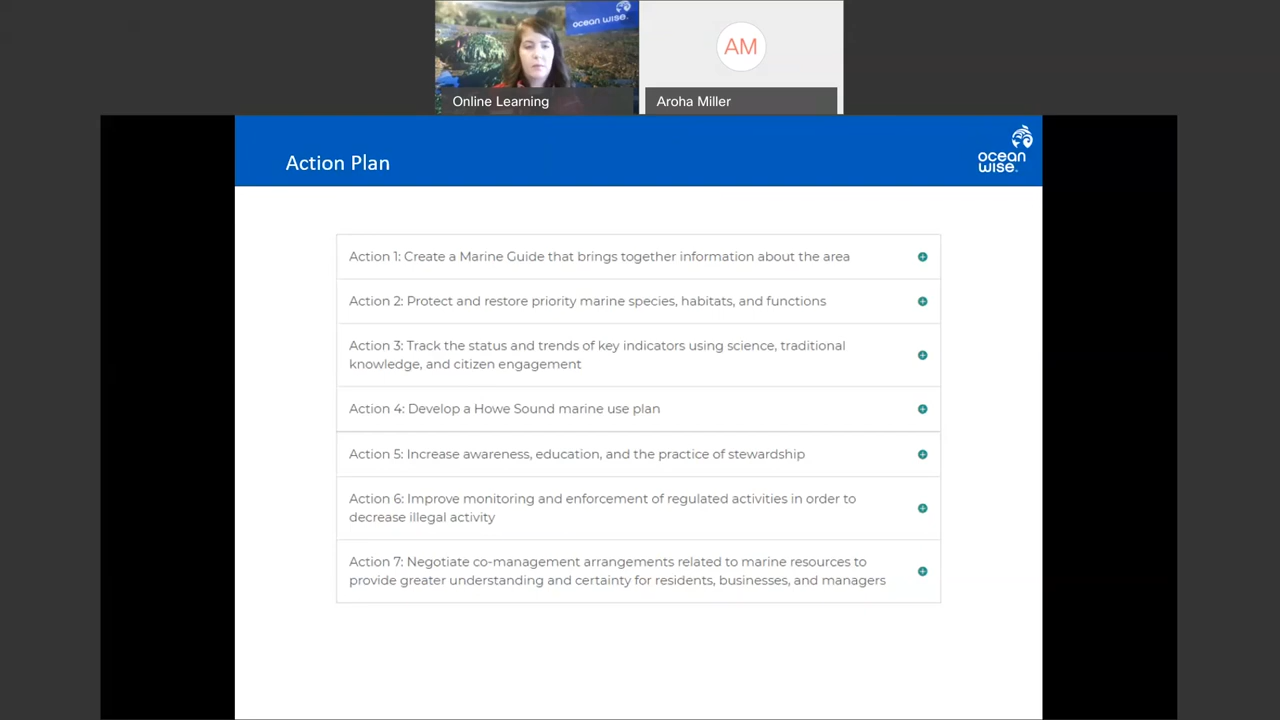 ocean wise.
Online Learning
AM
Aroha Miller
Action Plan
ocean
wise.
Action 1: Create a Marine Guide that brings together information about the area
Action 2: Protect and restore priority marine species, habitats, and functions
Action 3: Track the status and trends of key indicators using science, traditional
knowledge, and citizen engagement
Action 4: Develop a Howe Sound marine use plan
Action 5: Increase awareness, education, and the practice of stewardship
Action 6: Improve monitoring and enforcement of regulated activities in order to
decrease illegal activity
Action 7: Negotiate co-management arrangements related to marine resources to
provide greater understanding and certainty for residents, businesses, and managers